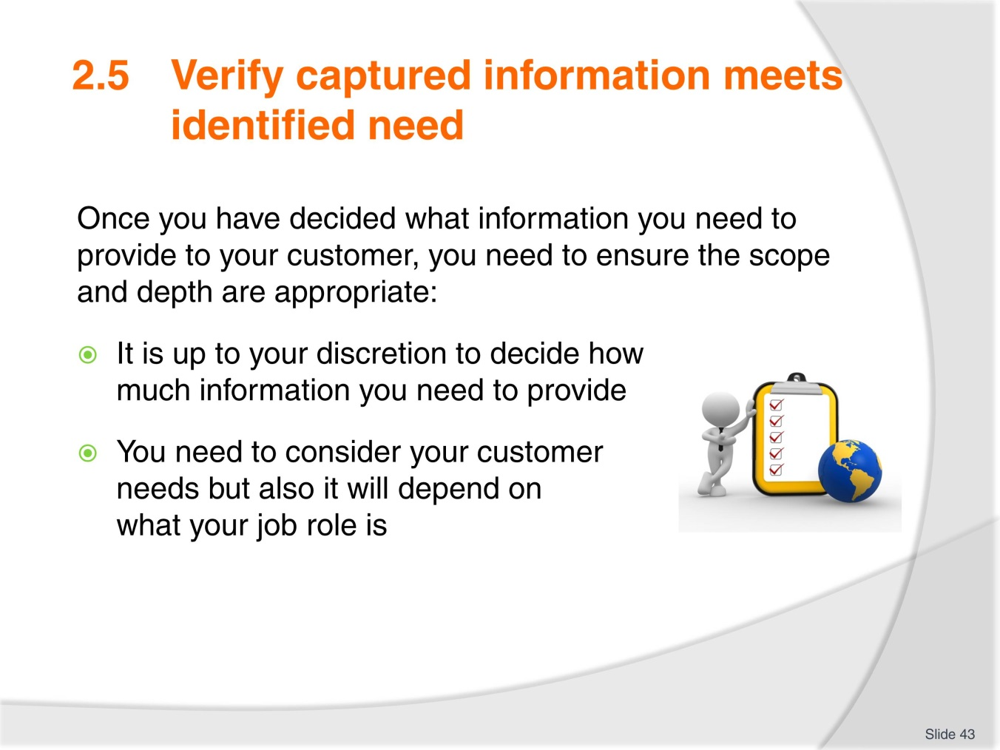 2.5 Verify captured information meets
identified need
Once you have decided what information you need to
provide to your customer, you need to ensure the scope
and depth are appropriate:
It is up to your discretion to decide how
much information you need to provide
You need to consider your customer
needs but also it will depend on
what your job role is
Slide 43